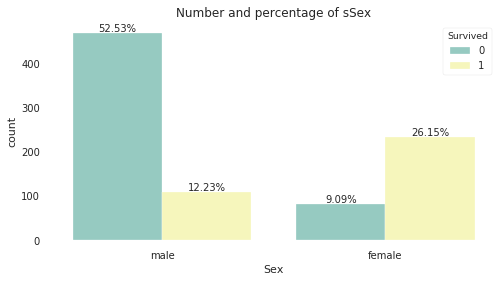 Number and percentage of sSex
52.53%
12.23%
9.09%
26.15%
Survived
0
1
count
400
300
200
100
0
male
female
Sex